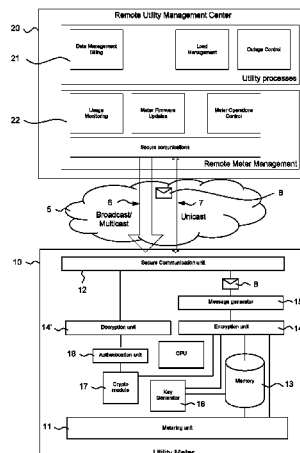 Remote Utility Management Center
20
Data Management
Billing
Load
Management
Outage Control
21
Utility processes
Usage
Monitoring
Meter Firmware
Updates
Meter Operations
Control
22
Secure comunications
Remote Meter Management
8
6
7
5
Broadcast/
Multicast
Unicast
10
Secure Communication unit
12
8
Message generator
15
14'
Decryption unit
Encryption unit
14
18
Authentication unit
CPU
17
Crypto
module
Key
Generator
16
Memory
13
11
Metering unit
Utility Meter